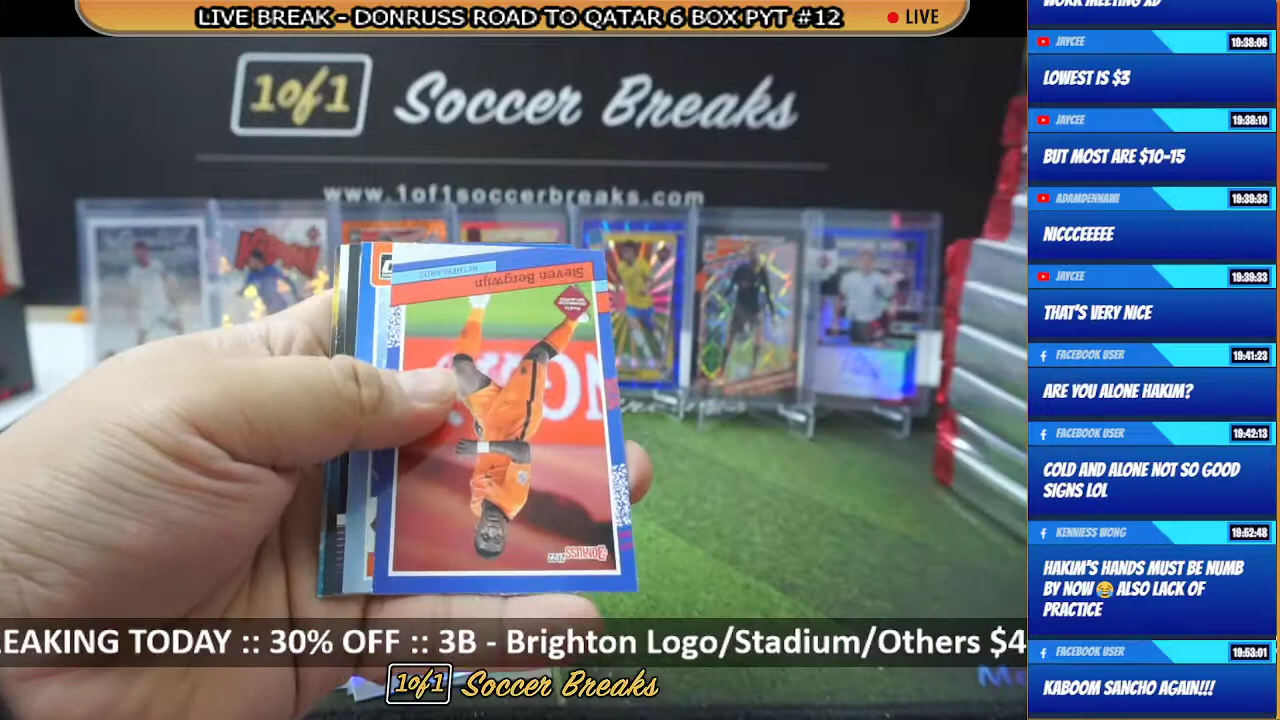 LIVE BREAK - DONRUSS ROAD TO QATAR 6 BOX PYT #12
LIVE
1of1 Soccer Breaks
www.1of1soccerbreaks.com
Steven Bergwijn
NETHERLANDS
DONRUSS
EAKING TODAY :: 30% OFF :: 3B - Brighton Logo/Stadium/Others $4
1of1 Soccer Breaks
WORK MEETING XD
JAYCEE 19:38:06
LOWEST IS $3
JAYCEE 19:38:10
BUT MOST ARE $10-15
ADAMDENNAWI 19:39:33
NICCCEEEEE
JAYCEE 19:39:33
THAT'S VERY NICE
FACEBOOK USER 19:41:23
ARE YOU ALONE HAKIM?
FACEBOOK USER 19:42:13
COLD AND ALONE NOT SO GOOD
SIGNS LOL
KENNIESS WONG 19:52:48
HAKIM'S HANDS MUST BE NUMB
BY NOW 😂 ALSO LACK OF
PRACTICE
FACEBOOK USER 19:53:01
KABOOM SANCHO AGAIN!!!